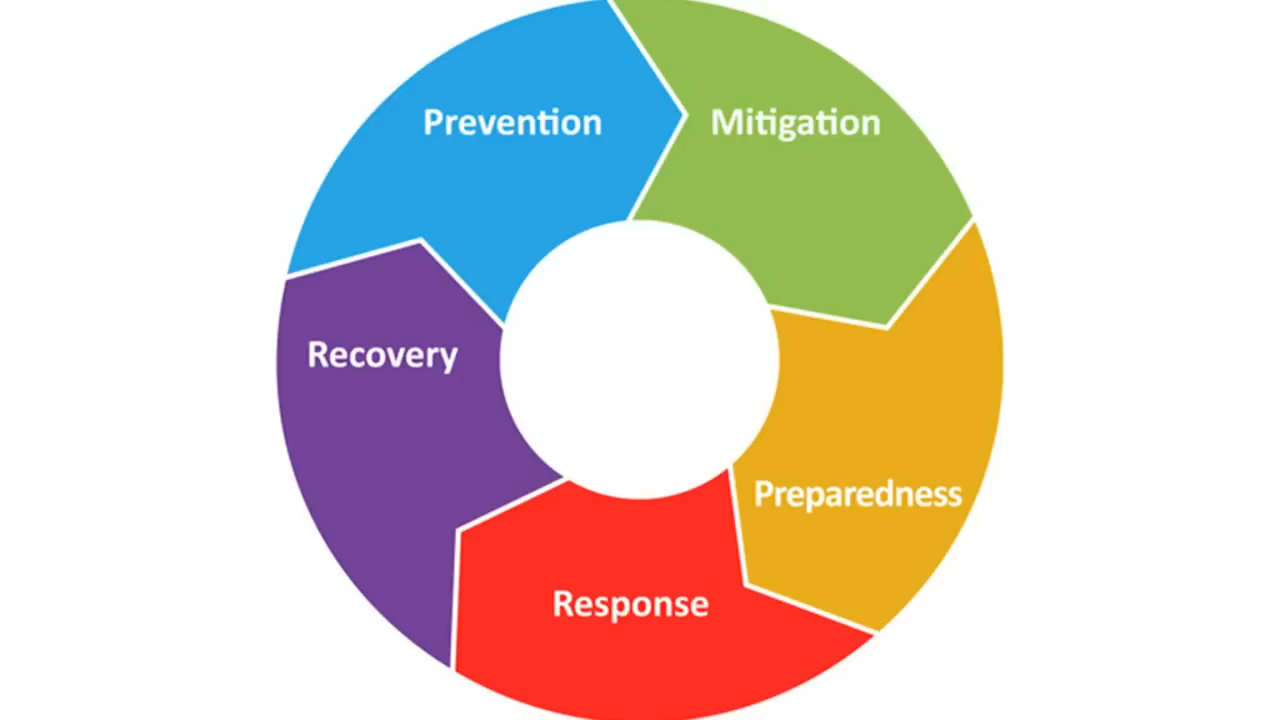 Prevention
Mitigation
Recovery
Preparedness
Response